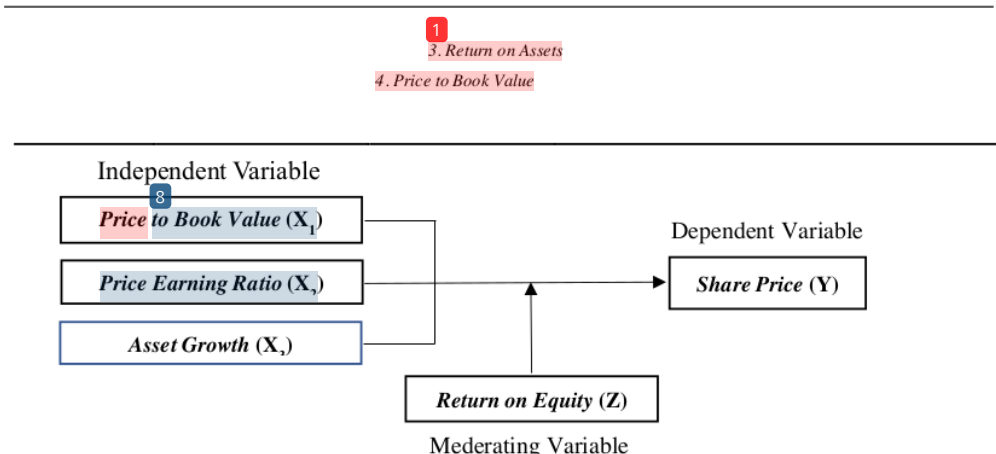 1
3. Return on Assets
4. Price to Book Value
Independent Variable
8
Price to Book Value (X1)
Dependent Variable
Price Earning Ratio (X2)
Share Price (Y)
Asset Growth (X3)
Return on Equity (Z)
Mederating Variable